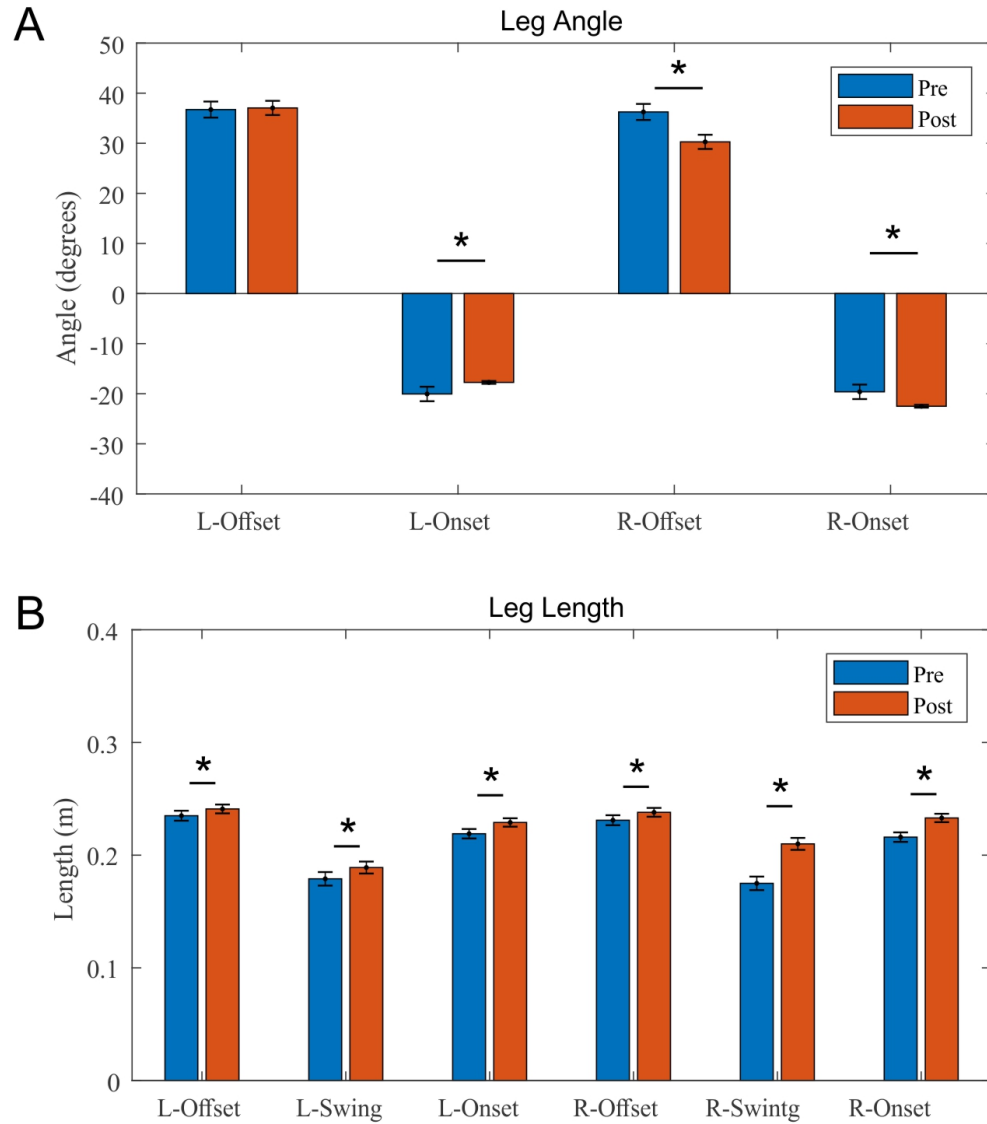 A
Leg Angle
50
40
30
20
10
0
-10
-20
-30
-40
Angle (degrees)
Pre
Post
*
*
*
L-Offset
L-Onset
R-Offset
R-Onset
B
Leg Length
0.4
0.3
0.2
0.1
0
Length (m)
Pre
Post
*
*
*
*
*
*
L-Offset
L-Swing
L-Onset
R-Offset
R-Swintg
R-Onset